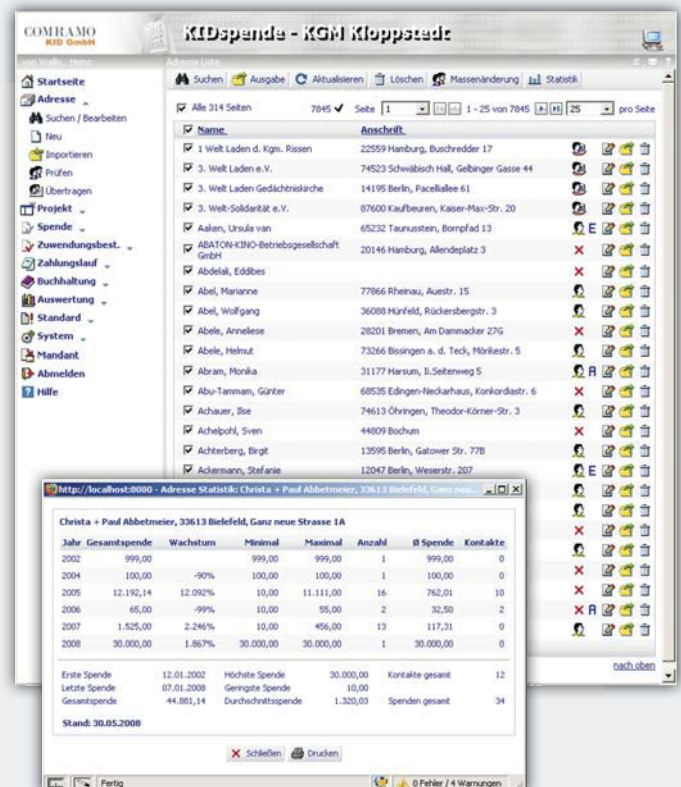 COMRAMO
KID GmbH
KIDspende - KGM Kloppstedt
Adresse Liste
Startseite
Adresse
Suchen / Bearbeiten
Neu
Importieren
Prüfen
Übertragen
Projekt
Spende
Zuwendungsbest.
Zahlungslauf
Buchhaltung
Auswertung
Standard
System
Mandant
Abmelden
Hilfe
Suchen Ausgabe Aktualisieren Löschen Massenänderung Statistik
Alle 314 Seiten 7845 Seite 1 1 - 25 von 7845 25 pro Seite
Name Anschrift
1 Welt Laden d. Kgm. Rissen 22559 Hamburg, Buschredder 17
3. Welt Laden e.V. 74523 Schwäbisch Hall, Gelbinger Gasse 44
3. Welt Laden Gedächtniskirche 14195 Berlin, Pacelliallee 61
3. Welt-Solidarität e.V. 87600 Kaufbeuren, Kaiser-Max-Str. 20
Aaken, Ursula van 65232 Taunusstein, Bornpfad 13 E
ABATON-KINO-Betriebsgesellschaft
GmbH 20146 Hamburg, Allendeplatz 3
Abdelali, Eddibes
Abel, Marianne 77866 Rheinau, Auestr. 15
Abel, Wolfgang 36088 Hünfeld, Rückersbergstr. 3
Abele, Anneliese 28201 Bremen, Am Dammacker 27G
Abele, Helmut 73266 Bissingen a. d. Teck, Mörikestr. 5
Abram, Monika 31177 Harsum, II.Seitenweg 5 A
Abu-Tammam, Günter 68535 Edingen-Neckarhaus, Konkordiastr. 6
Achauer, Ilse 74613 Öhringen, Theodor-Körner-Str. 3
Achelpohl, Sven 44809 Bochum
Achterberg, Birgit 13595 Berlin, Gatower Str. 77B
Ackermann, Stefanie 12047 Berlin, Weserstr. 207 E
A
nach oben
http://localhost:8080 - Adresse Statistik: Christa + Paul Abbetmeier, 33613 Bielefeld, Ganz neu...
Christa + Paul Abbetmeier, 33613 Bielefeld, Ganz neue Strasse 1A
Jahr Gesamtspende Wachstum Minimal Maximal Anzahl Ø Spende Kontakte
2002 999,00 999,00 999,00 1 999,00 0
2004 100,00 -90% 100,00 100,00 1 100,00 0
2005 12.192,14 12.092% 10,00 11.111,00 16 762,01 10
2006 65,00 -99% 10,00 55,00 2 32,50 2
2007 1.525,00 2.246% 10,00 456,00 13 117,31 0
2008 30.000,00 1.867% 30.000,00 30.000,00 1 30.000,00 0
Erste Spende 12.01.2002 Höchste Spende 30.000,00 Kontakte gesamt 12
Letzte Spende 07.01.2008 Geringste Spende 10,00
Gesamtspende 44.881,14 Durchschnittsspende 1.320,03 Spenden gesamt 34
Stand: 30.05.2008
Schließen Drucken
Fertig 0 Fehler / 4 Warnungen